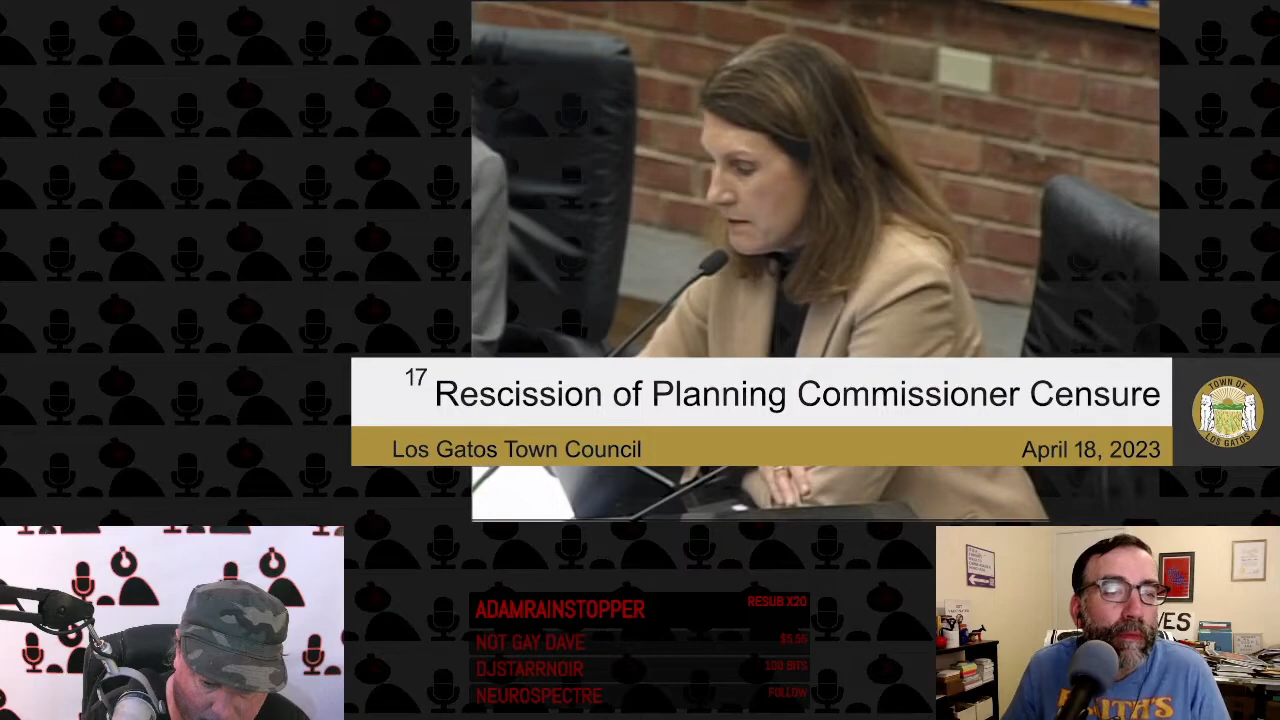 17 Rescission of Planning Commissioner Censure
Los Gatos Town Council April 18, 2023
TOWN OF
LOS GATOS
ADAMRAINSTOPPER RESUB X20
NOT GAY DAVE
DJSTARRNOIR 100 BITS
NEUROSPECTRE FOLLOW
VES